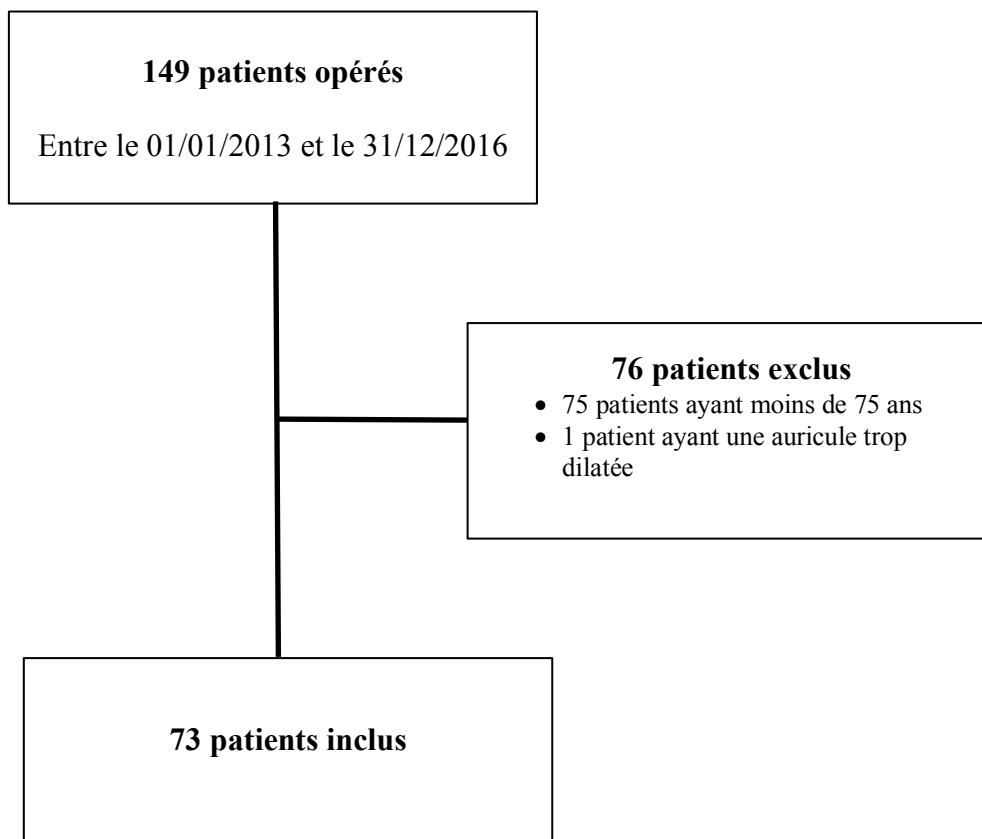 149 patients opérés
Entre le 01/01/2013 et le 31/12/2016
76 patients exclus
• 75 patients ayant moins de 75 ans
• 1 patient ayant une auricule trop
dilatée
73 patients inclus